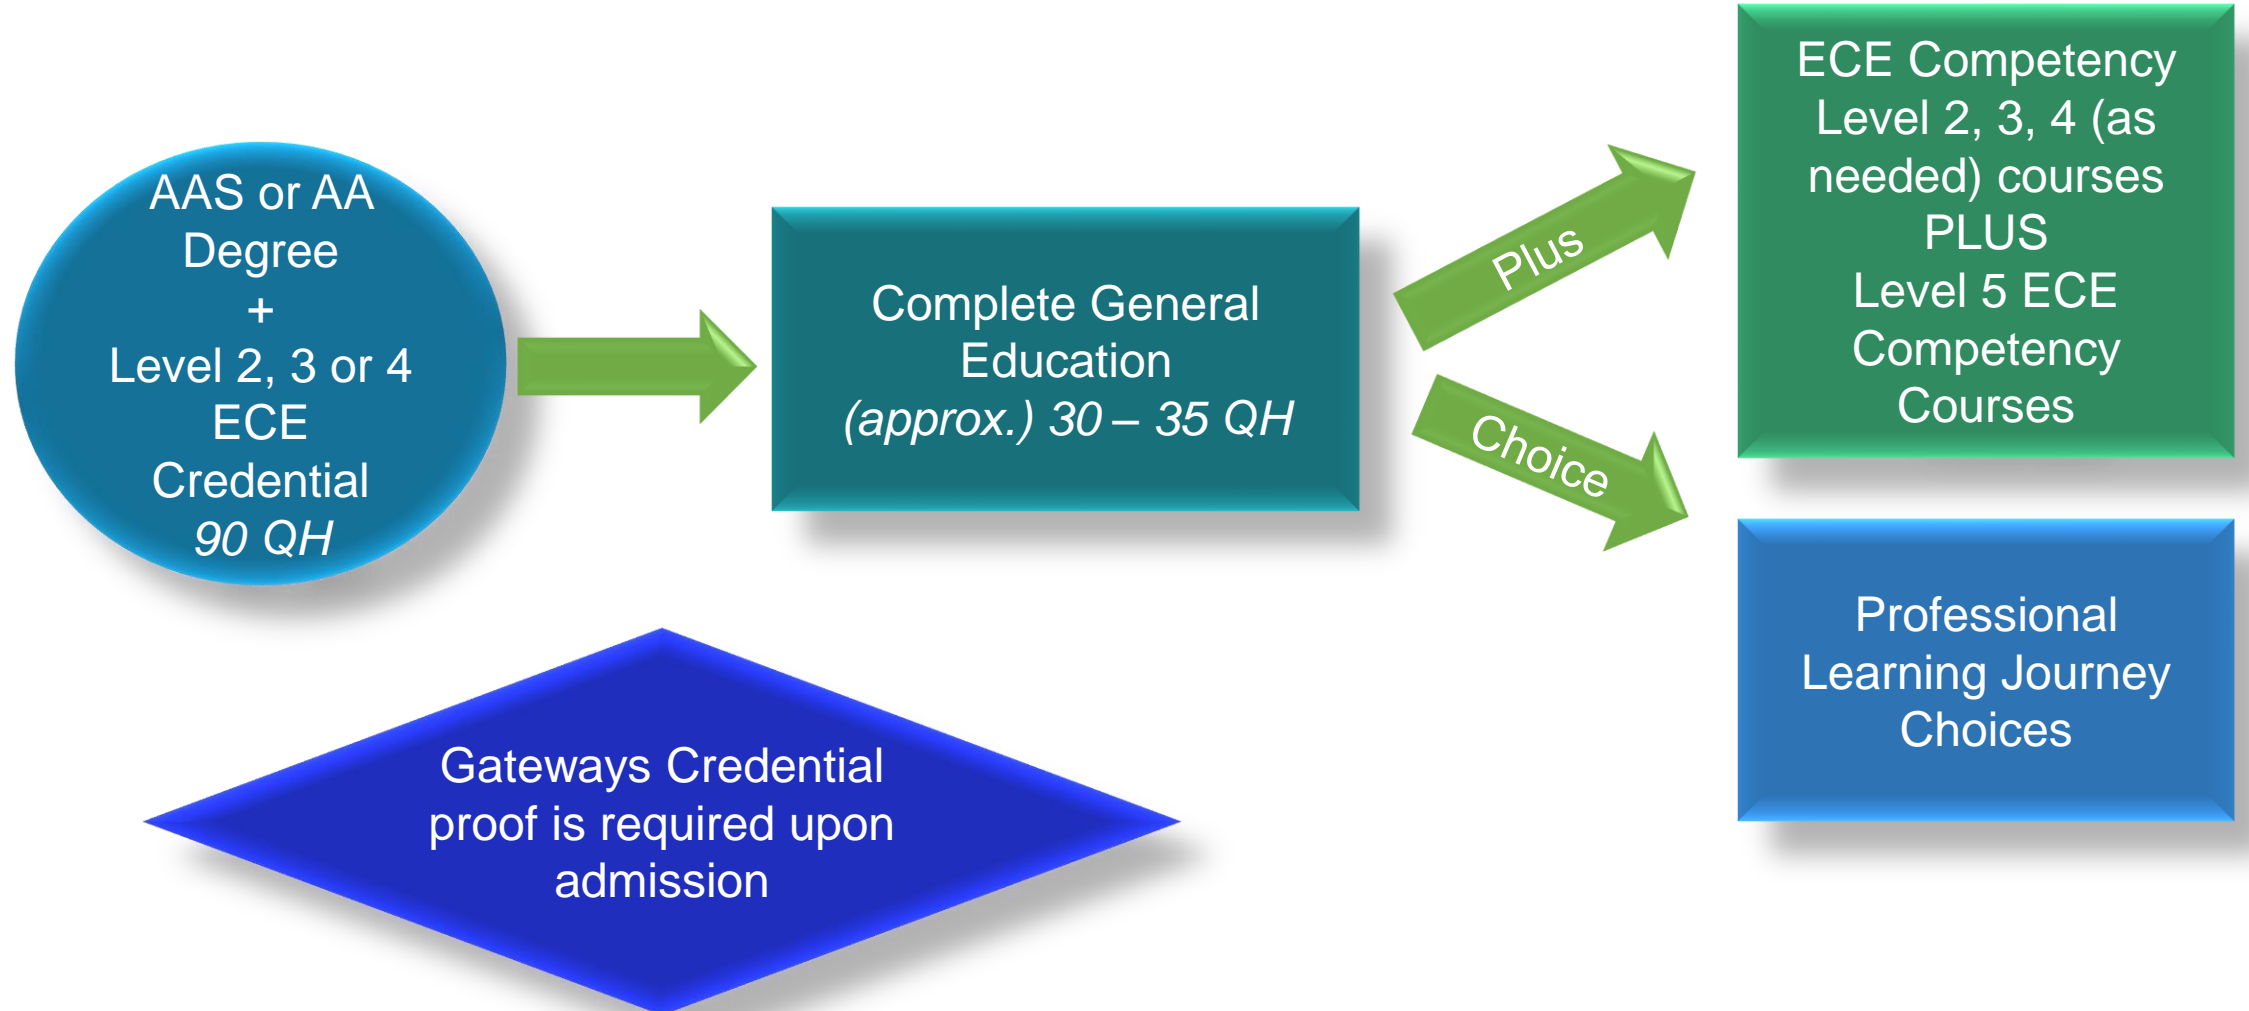 AAS or AA
Degree
+
Level 2, 3 or 4
ECE
Credential
90 QH
Complete General
Education
(approx.) 30 – 35 QH
Plus
Choice
ECE Competency
Level 2, 3, 4 (as
needed) courses
PLUS
Level 5 ECE
Competency
Courses
Professional
Learning Journey
Choices
Gateways Credential
proof is required upon
admission